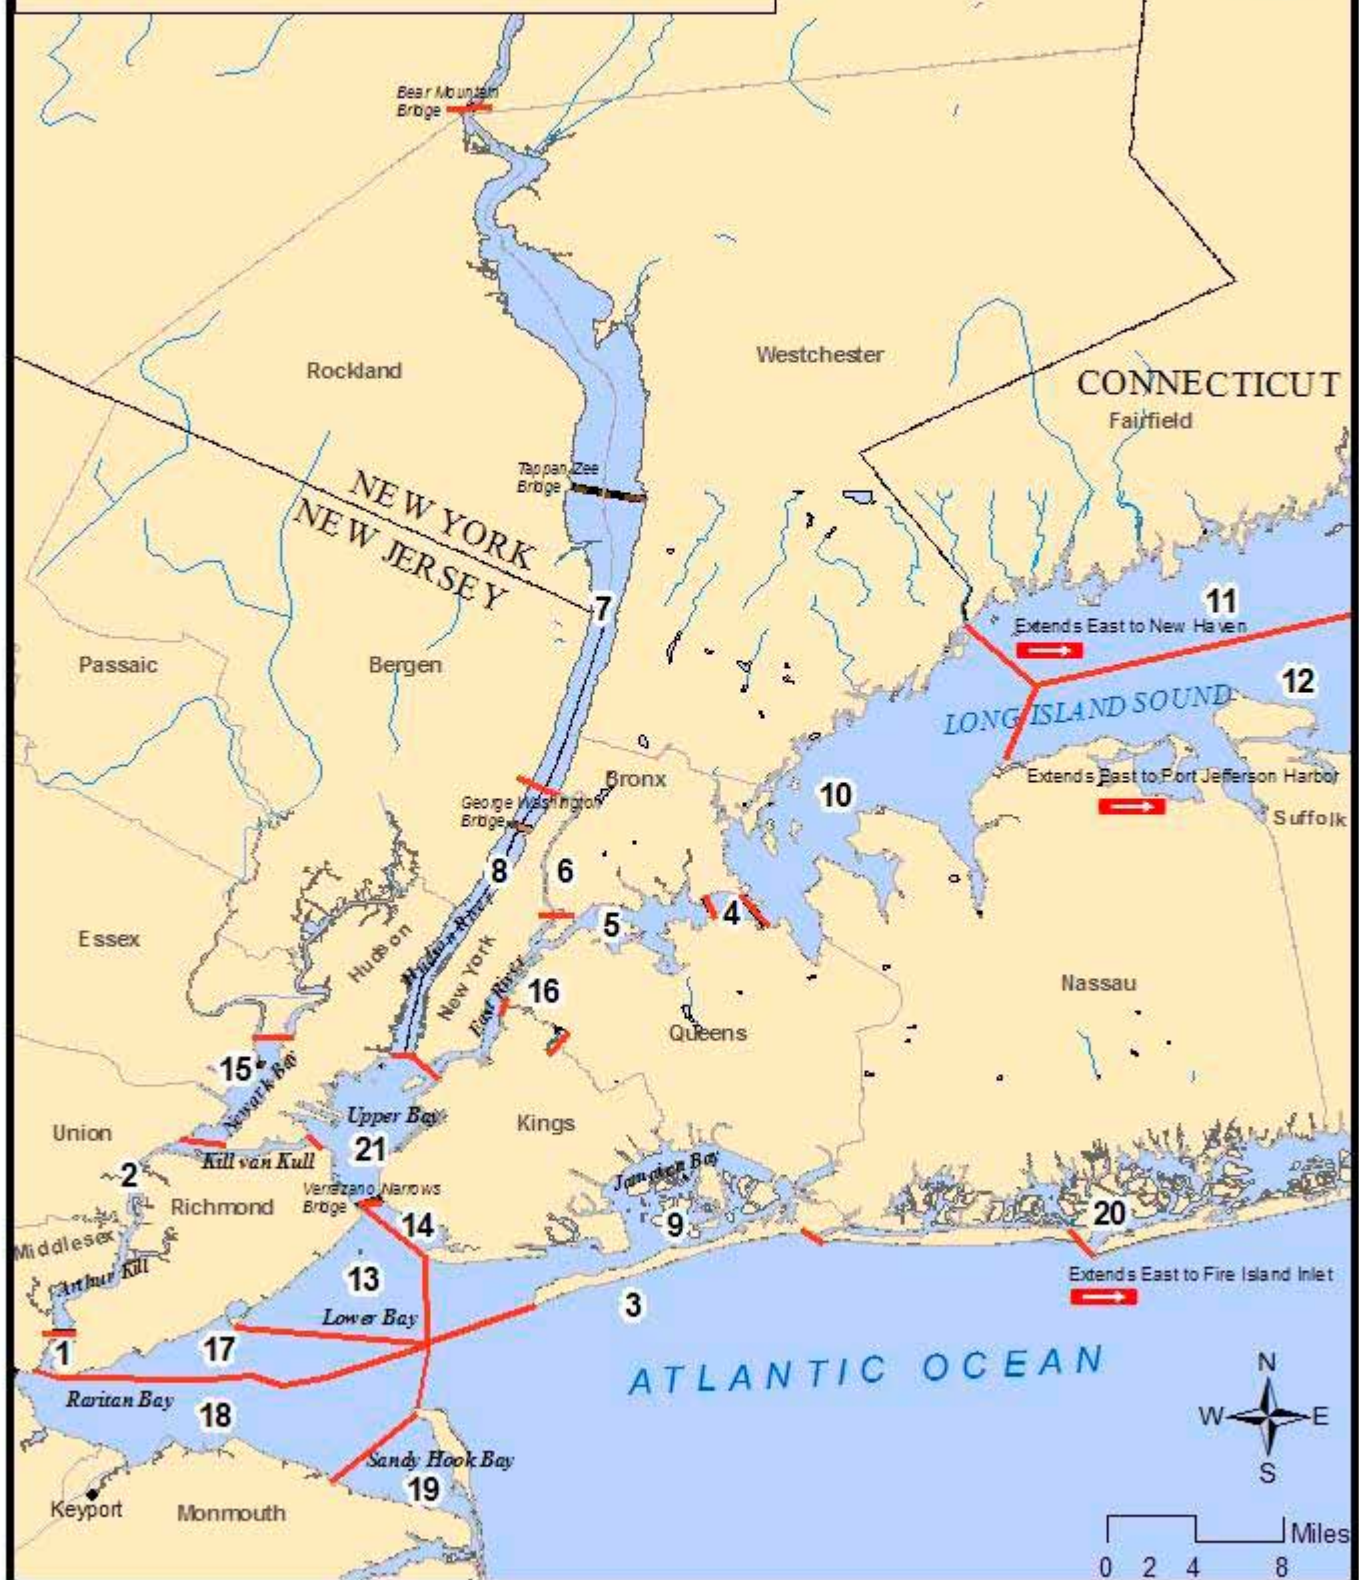 Bear Mountain
Bridge
Rockland
Westchester
CONNECTICUT
Fairfield
Tappan Zee
Bridge
NEW YORK
NEW JERSEY
7
11
Extends East to New Haven
Passaic
Bergen
12
LONG ISLAND SOUND
Bronx
Extends East to Port Jefferson Harbor
10
George Washington
Bridge
Suffolk
8
6
4
5
Essex
Hudson
Hudson River
New York
East River
16
Nassau
Queens
15
Newark Bay
Upper Bay
Kings
Union
21
Kill van Kull
2
Jamaica Bay
Verrazano Narrows
Bridge
Richmond
14
9
20
Middlesex
Arthur Kill
13
Extends East to Fire Island Inlet
Lower Bay
3
1
17
ATLANTIC OCEAN
N
Raritan Bay
18
W
E
Sandy Hook Bay
S
19
Keyport
Monmouth
Miles
0 2 4 8